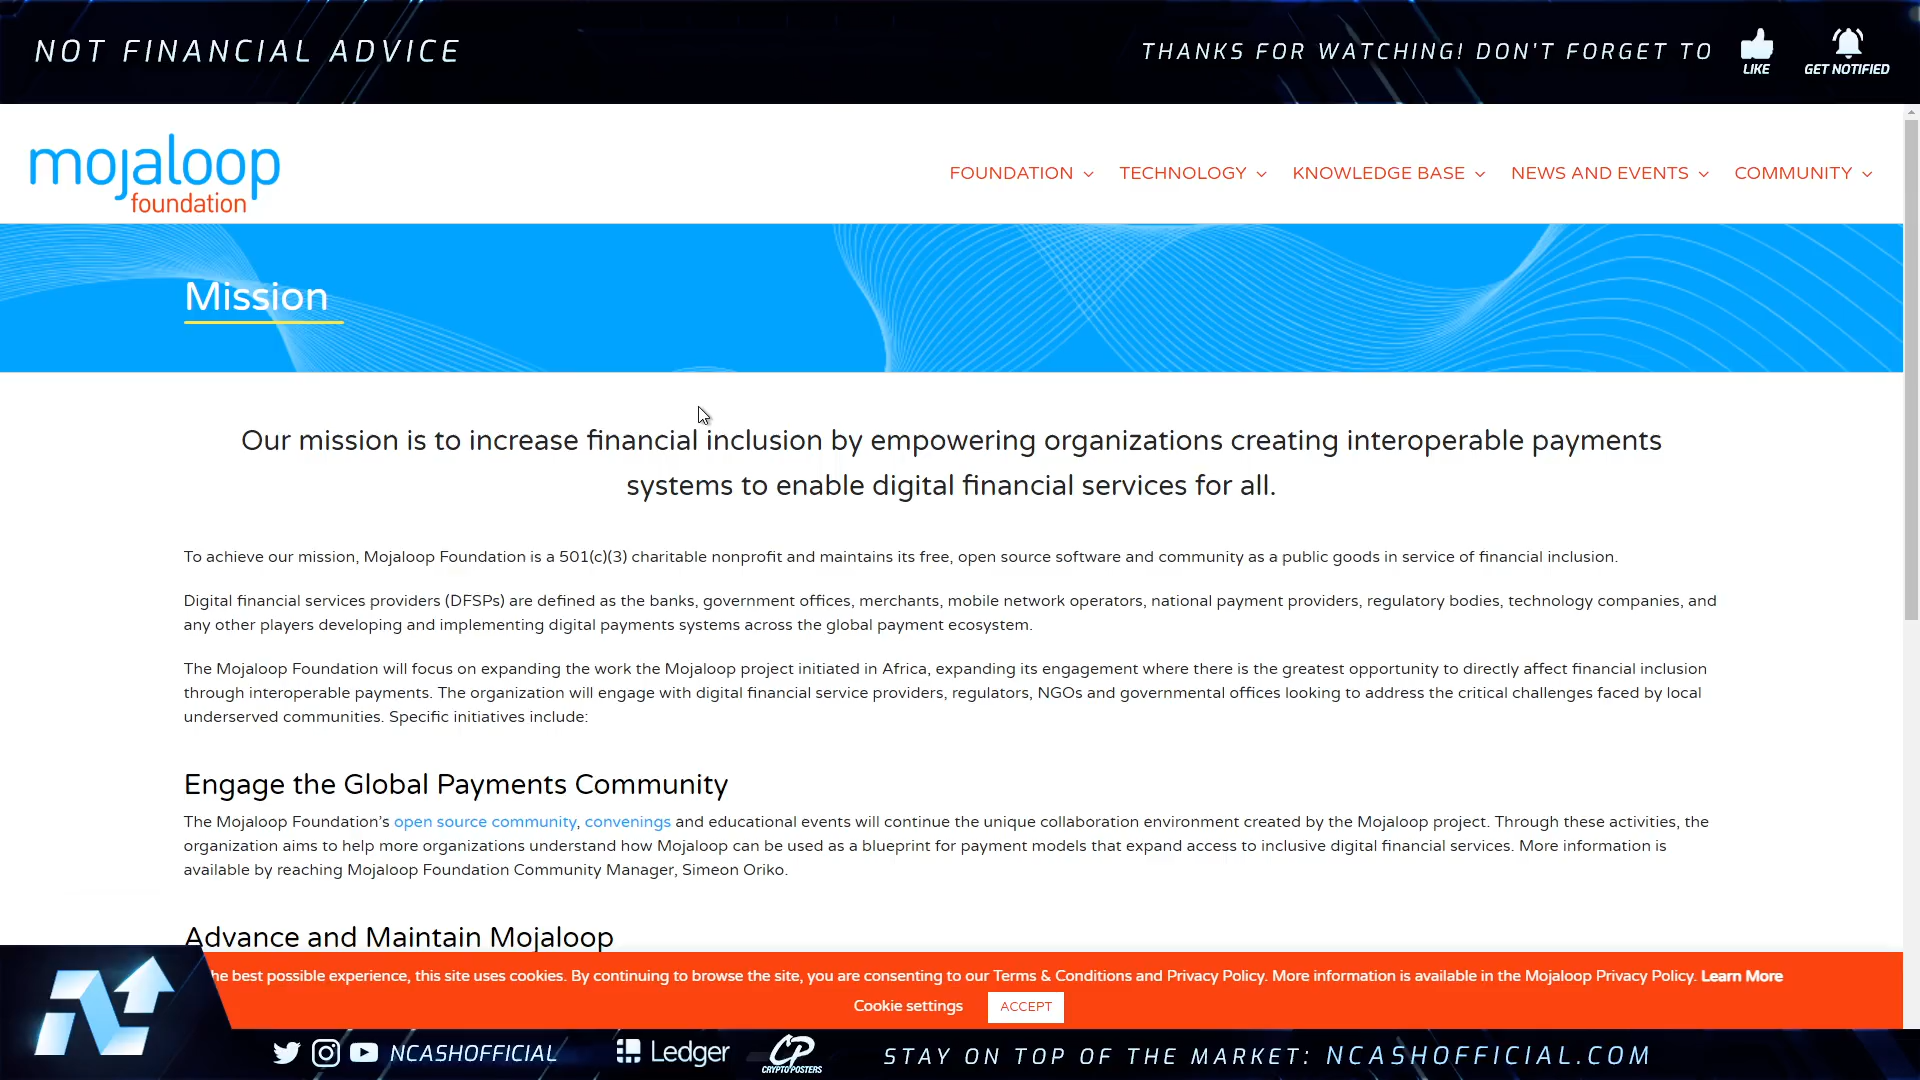 NOT FINANCIAL ADVICE
THANKS FOR WATCHING! DON'T FORGET TO
LIKE
GET NOTIFIED
mojaloop
foundation
FOUNDATION
TECHNOLOGY
KNOWLEDGE BASE
NEWS AND EVENTS
COMMUNITY
Mission
Our mission is to increase financial inclusion by empowering organizations creating interoperable payments
systems to enable digital financial services for all.
To achieve our mission, Mojaloop Foundation is a 501(c)(3) charitable nonprofit and maintains its free, open source software and community as a public goods in service of financial inclusion.
Digital financial services providers (DFSPs) are defined as the banks, government offices, merchants, mobile network operators, national payment providers, regulatory bodies, technology companies, and
any other players developing and implementing digital payments systems across the global payment ecosystem.
The Mojaloop Foundation will focus on expanding the work the Mojaloop project initiated in Africa, expanding its engagement where there is the greatest opportunity to directly affect financial inclusion
through interoperable payments. The organization will engage with digital financial service providers, regulators, NGOs and governmental offices looking to address the critical challenges faced by local
underserved communities. Specific initiatives include:
Engage the Global Payments Community
The Mojaloop Foundation's open source community, convenings and educational events will continue the unique collaboration environment created by the Mojaloop project. Through these activities, the
organization aims to help more organizations understand how Mojaloop can be used as a blueprint for payment models that expand access to inclusive digital financial services. More information is
available by reaching Mojaloop Foundation Community Manager, Simeon Oriko.
Advance and Maintain Mojaloop
he best possible experience, this site uses cookies. By continuing to browse the site, you are consenting to our Terms & Conditions and Privacy Policy. More information is available in the Mojaloop Privacy Policy. Learn More
Cookie settings
ACCEPT
NCASHOFFICIAL
Ledger
CP
CRYPTO POSTERS
STAY ON TOP OF THE MARKET: NCASHOFFICIAL.COM